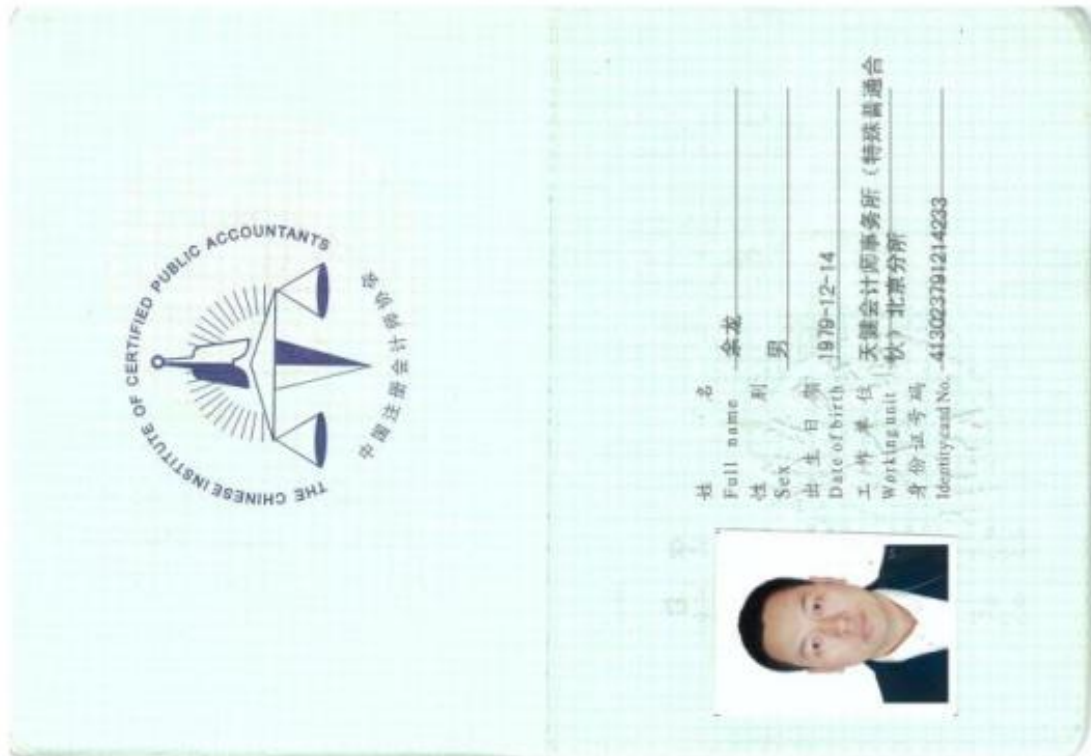 THE CHINESE INSTITUTE OF CERTIFIED PUBLIC ACCOUNTANTS
中国注册会计师协会
姓 名 余龙
Full name
性 别 男
Sex
出 生 日 期 1979-12-14
Date of birth
工 作 单 位 天健会计师事务所（特殊普通合
Working unit 伙）北京分所
身份证号码 413023791214233
Identity card No.